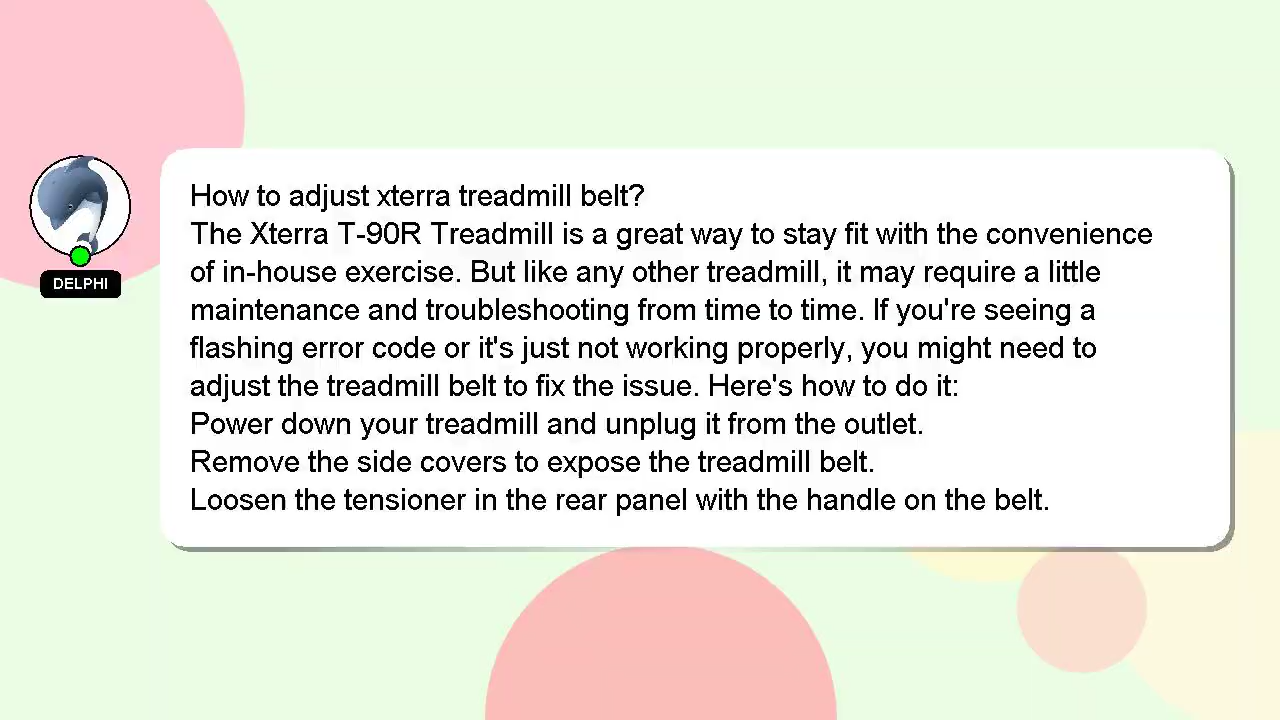 How to adjust xterra treadmill belt?
The Xterra T-90R Treadmill is a great way to stay fit with the convenience
of in-house exercise. But like any other treadmill, it may require a little
maintenance and troubleshooting from time to time. If you're seeing a
flashing error code or it's just not working properly, you might need to
adjust the treadmill belt to fix the issue. Here's how to do it:
Power down your treadmill and unplug it from the outlet.
Remove the side covers to expose the treadmill belt.
Loosen the tensioner in the rear panel with the handle on the belt.
DELPHI